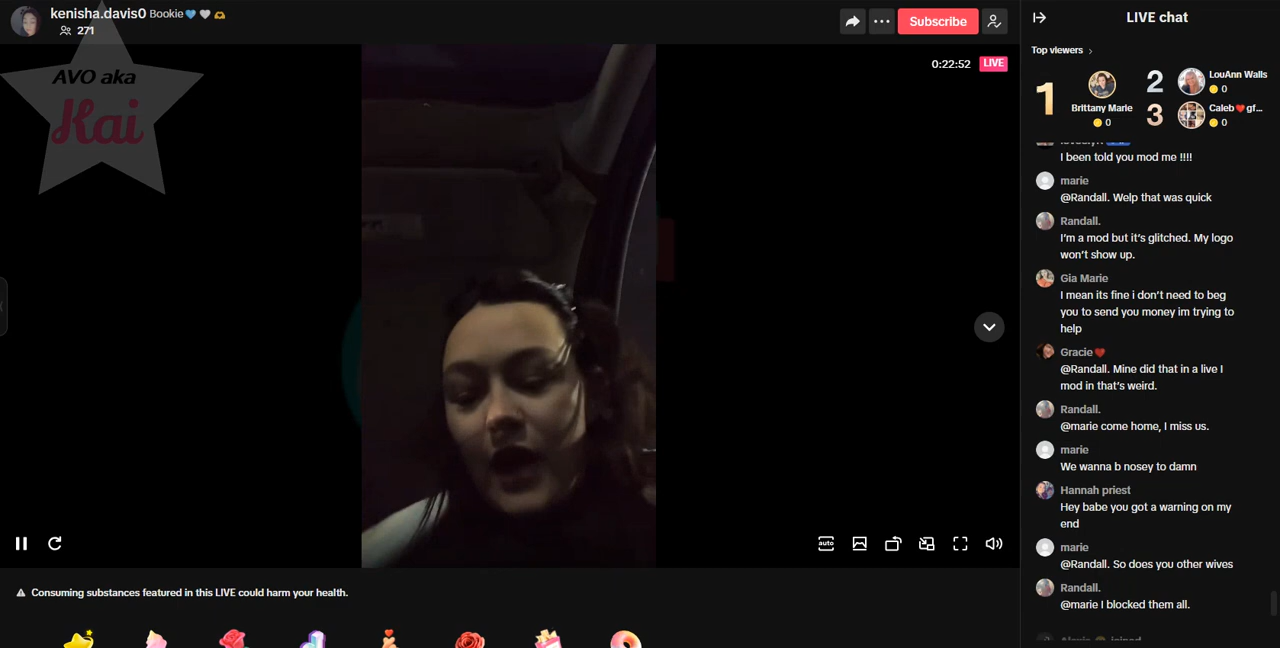 kenisha.davis0 Bookie💙🤍🫶
271
Subscribe
AVO aka
Kai
0:22:52 LIVE
auto
Consuming substances featured in this LIVE could harm your health.
LIVE chat
Top viewers
1
Brittany Marie
0
2
LouAnn Walls
0
3
Caleb❤️gf...
0
I been told you mod me !!!!
marie
@Randall. Welp that was quick
Randall.
I'm a mod but it's glitched. My logo
won't show up.
Gia Marie
I mean its fine i don't need to beg
you to send you money im trying to
help
Gracie❤️
@Randall. Mine did that in a live I
mod in that's weird.
Randall.
@marie come home, I miss us.
marie
We wanna b nosey to damn
Hannah priest
Hey babe you got a warning on my
end
marie
@Randall. So does you other wives
Randall.
@marie I blocked them all.